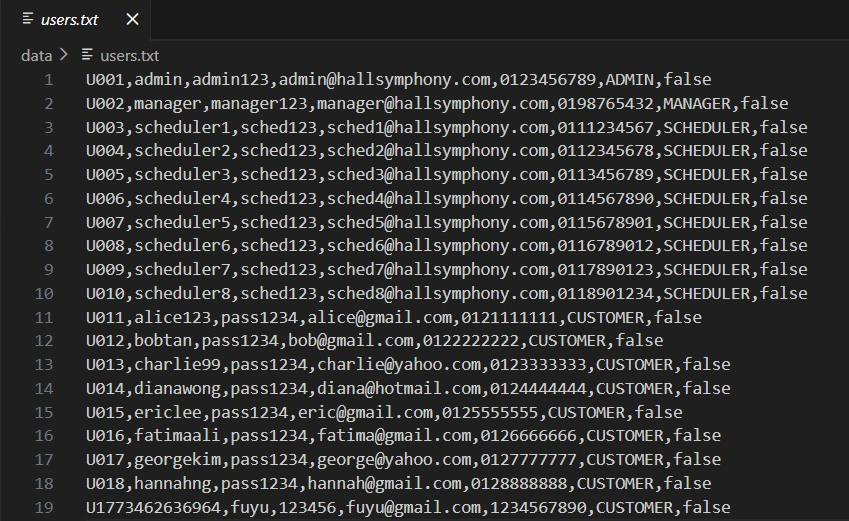 users.txt
data > users.txt
1 U001,admin,admin123,admin@hallsymphony.com,0123456789,ADMIN,false
2 U002,manager,manager123,manager@hallsymphony.com,0198765432,MANAGER,false
3 U003,scheduler1,sched123,sched1@hallsymphony.com,0111234567,SCHEDULER,false
4 U004,scheduler2,sched123,sched2@hallsymphony.com,0112345678,SCHEDULER,false
5 U005,scheduler3,sched123,sched3@hallsymphony.com,0113456789,SCHEDULER,false
6 U006,scheduler4,sched123,sched4@hallsymphony.com,0114567890,SCHEDULER,false
7 U007,scheduler5,sched123,sched5@hallsymphony.com,0115678901,SCHEDULER,false
8 U008,scheduler6,sched123,sched6@hallsymphony.com,0116789012,SCHEDULER,false
9 U009,scheduler7,sched123,sched7@hallsymphony.com,0117890123,SCHEDULER,false
10 U010,scheduler8,sched123,sched8@hallsymphony.com,0118901234,SCHEDULER,false
11 U011,alice123,pass1234,alice@gmail.com,0121111111,CUSTOMER,false
12 U012,bobtan,pass1234,bob@gmail.com,0122222222,CUSTOMER,false
13 U013,charlie99,pass1234,charlie@yahoo.com,0123333333,CUSTOMER,false
14 U014,dianawong,pass1234,diana@hotmail.com,0124444444,CUSTOMER,false
15 U015,ericlee,pass1234,eric@gmail.com,0125555555,CUSTOMER,false
16 U016,fatimaali,pass1234,fatima@gmail.com,0126666666,CUSTOMER,false
17 U017,georgekim,pass1234,george@yahoo.com,0127777777,CUSTOMER,false
18 U018,hannahng,pass1234,hannah@gmail.com,0128888888,CUSTOMER,false
19 U1773462636964,fuyu,123456,fuyu@gmail.com,1234567890,CUSTOMER,false